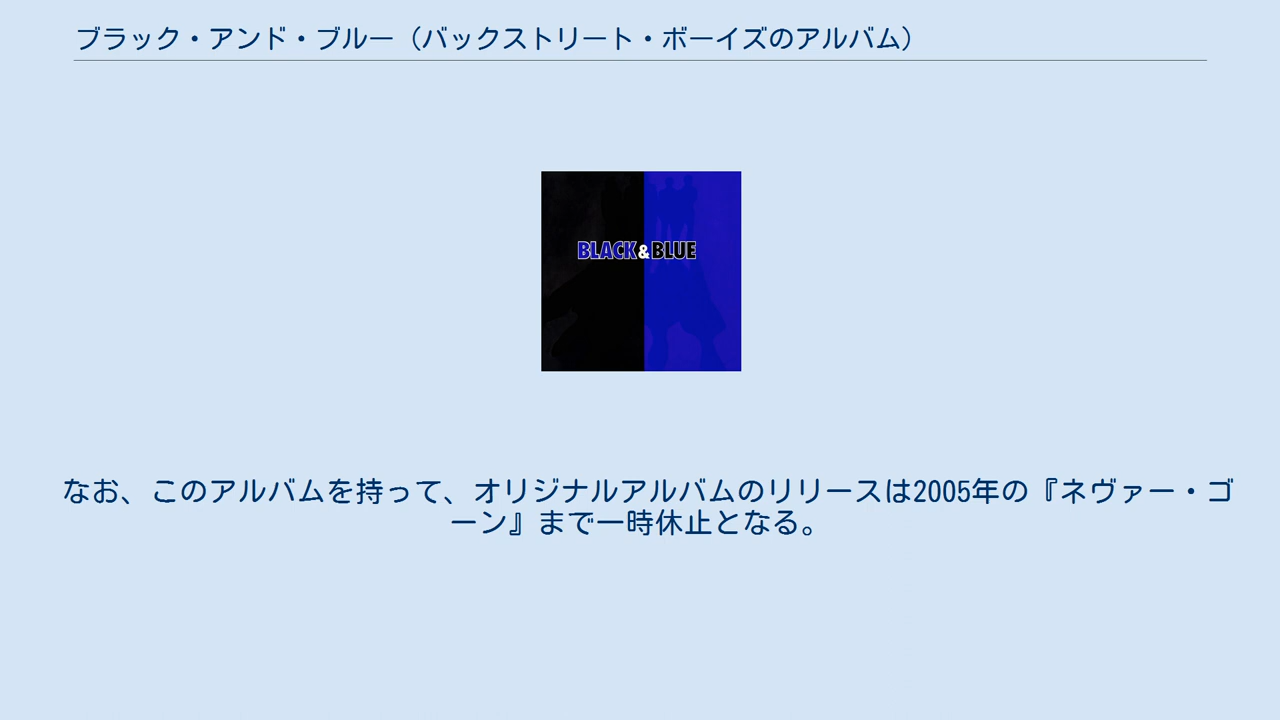 ブラック・アンド・ブルー（バックストリート・ボーイズのアルバム）
BLACK&BLUE
なお、このアルバムを持って、オリジナルアルバムのリリースは2005年の『ネヴァー・ゴ
ーン』まで一時休止となる。